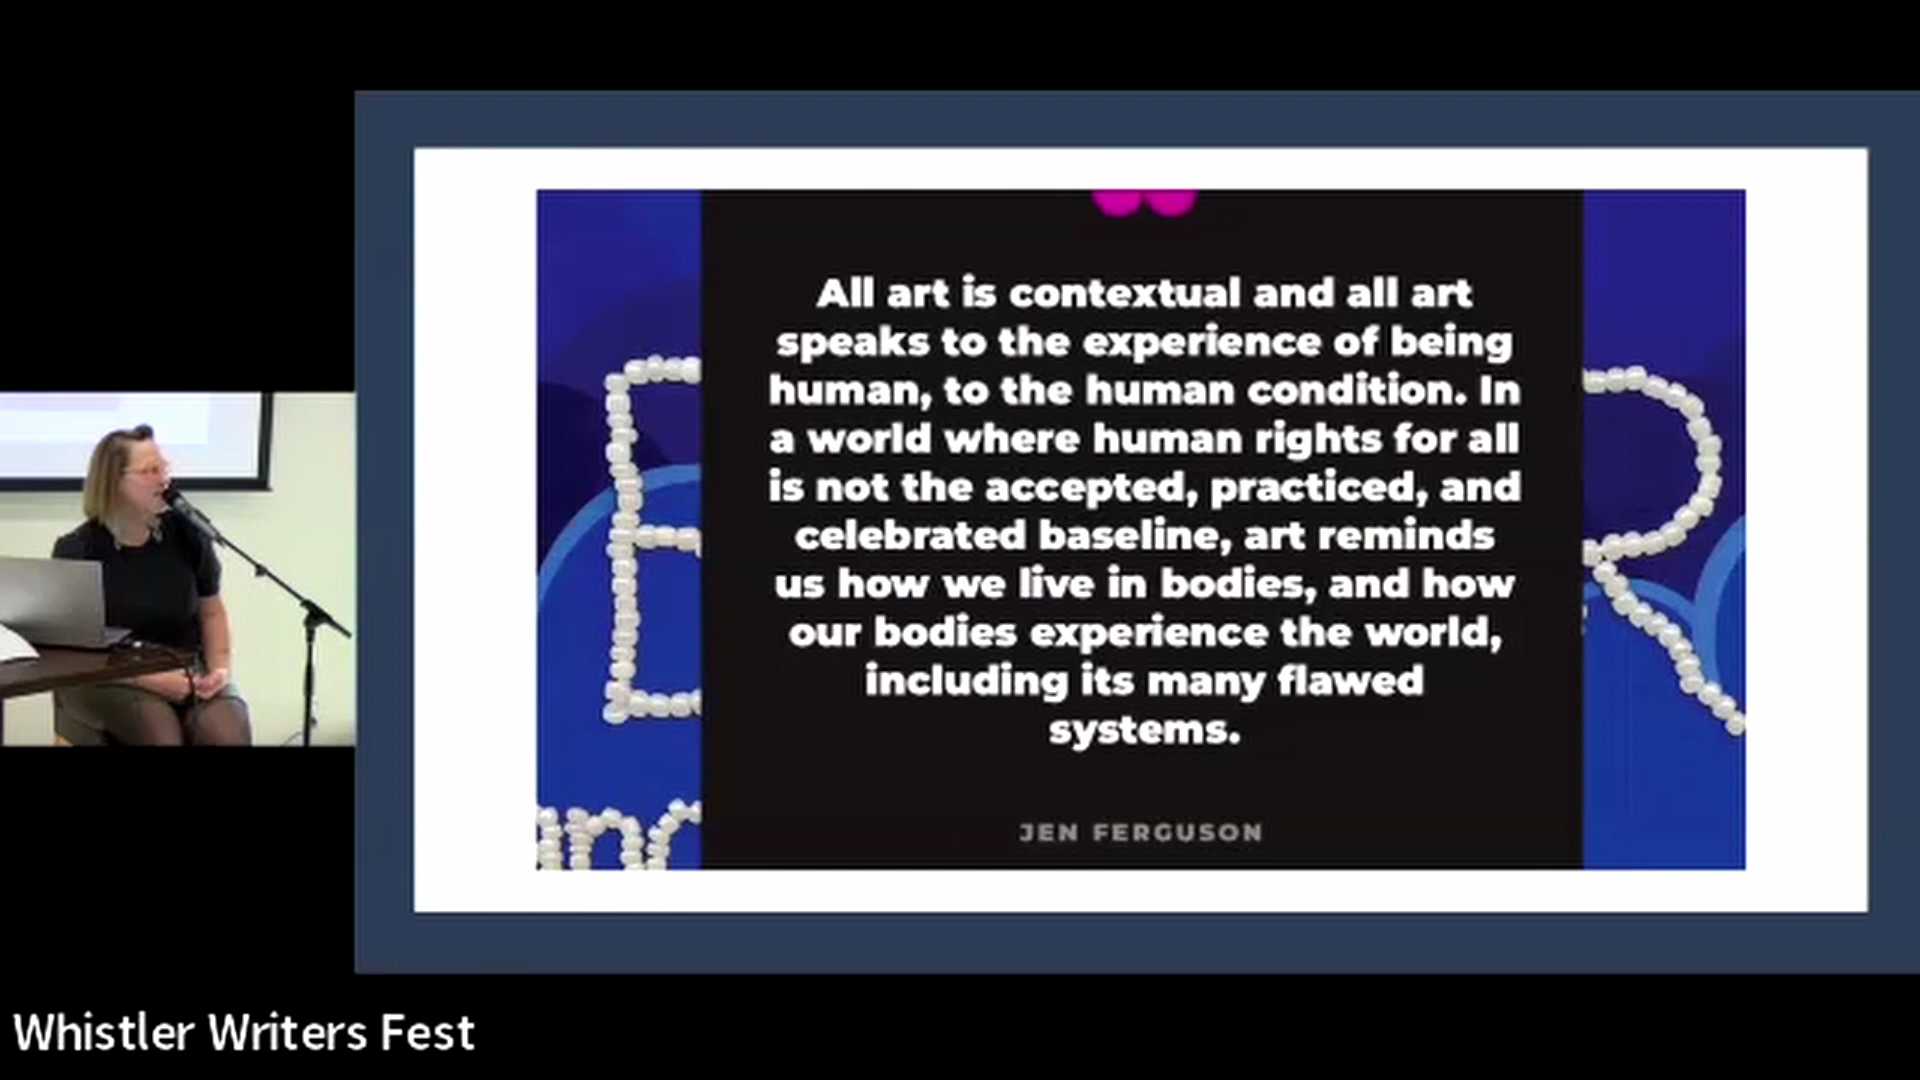 All art is contextual and all art
speaks to the experience of being
human, to the human condition. In
a world where human rights for all
is not the accepted, practiced, and
celebrated baseline, art reminds
us how we live in bodies, and how
our bodies experience the world,
including its many flawed
systems.
JEN FERGUSON
Whistler Writers Fest